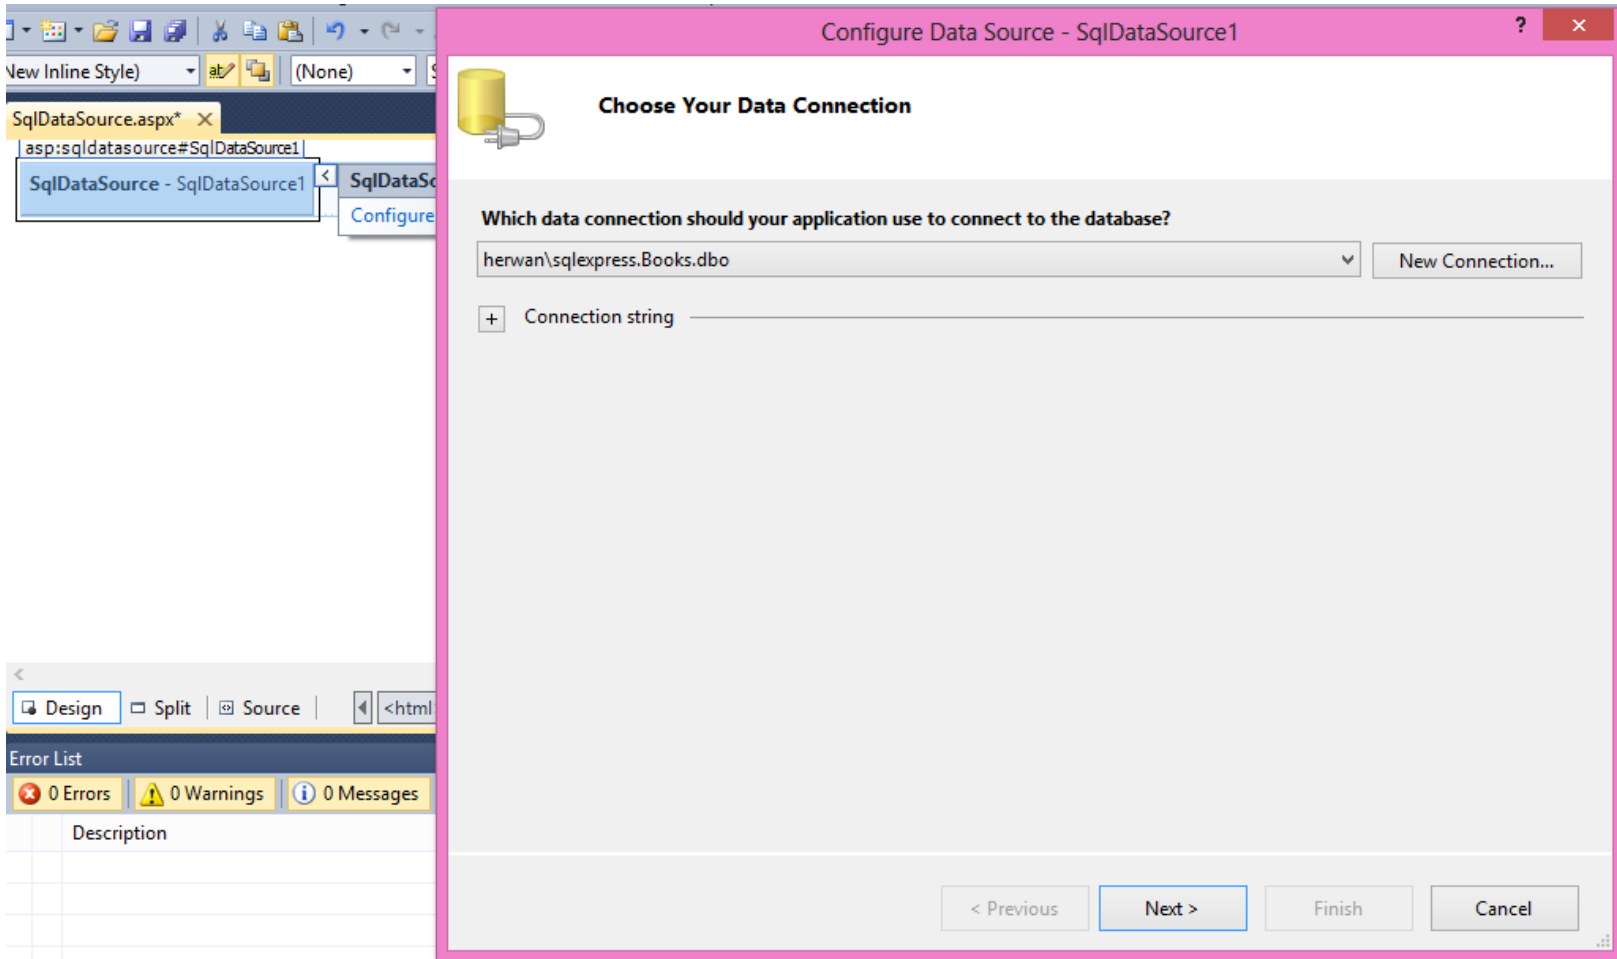 Configure Data Source - SqlDataSource1
?
New Inline Style)
(None)
SqlDataSource.aspx*
asp:sqldatasource#SqlDataSource1
SqlDataSource - SqlDataSource1
Configure
Choose Your Data Connection
Which data connection should your application use to connect to the database?
herwan\sqlexpress.Books.dbo
New Connection...
+ Connection string
Design
Split
Source
<html
Error List
0 Errors
0 Warnings
0 Messages
Description
< Previous
Next >
Finish
Cancel